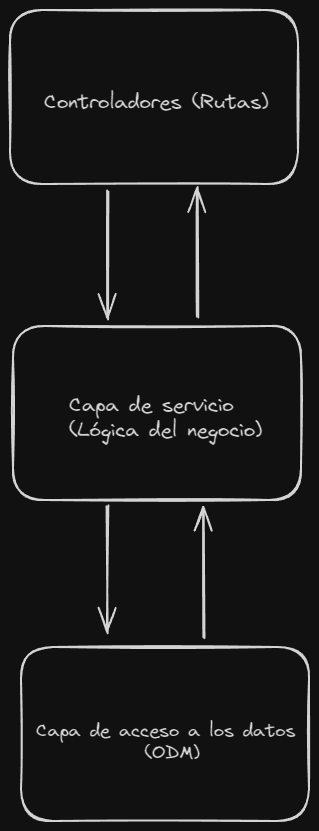 Controladores (Rutas)
Capa de servicio
(Lógica del negocio)
Capa de acceso a los datos
(ODM)